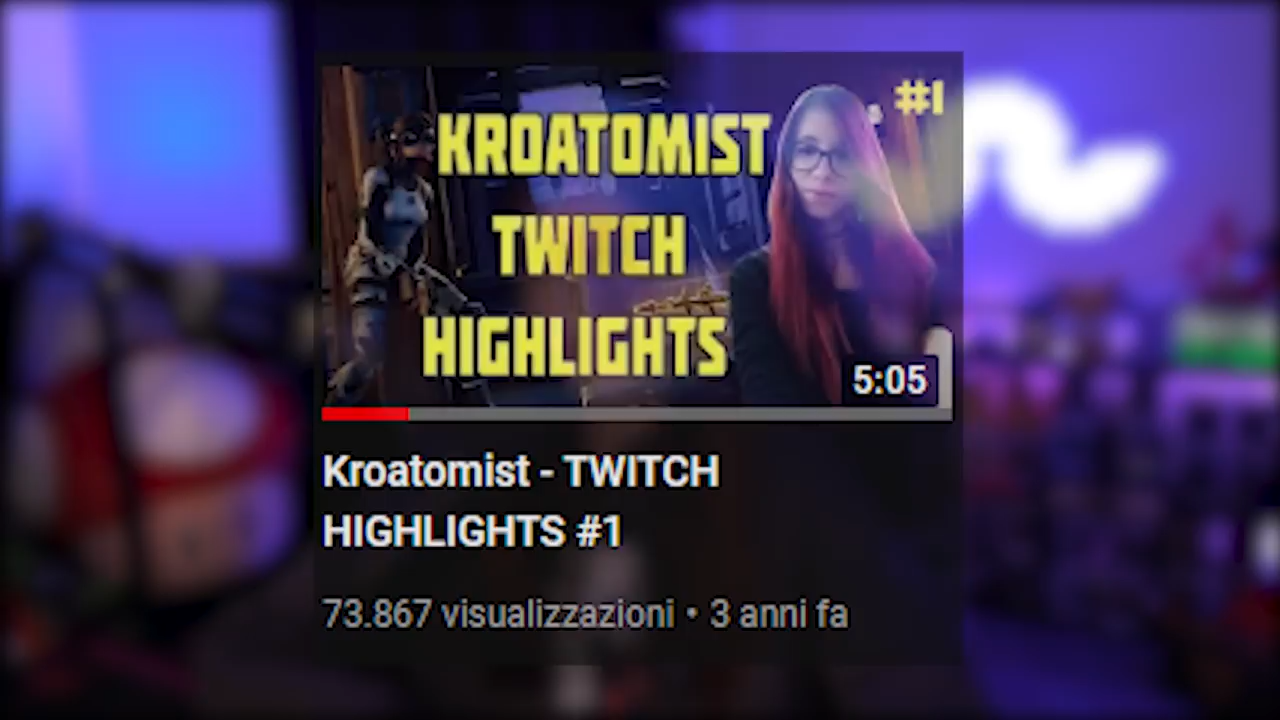 #1
KROATOMIST
TWITCH
HIGHLIGHTS
5:05
Kroatomist - TWITCH
HIGHLIGHTS #1
73.867 visualizzazioni • 3 anni fa